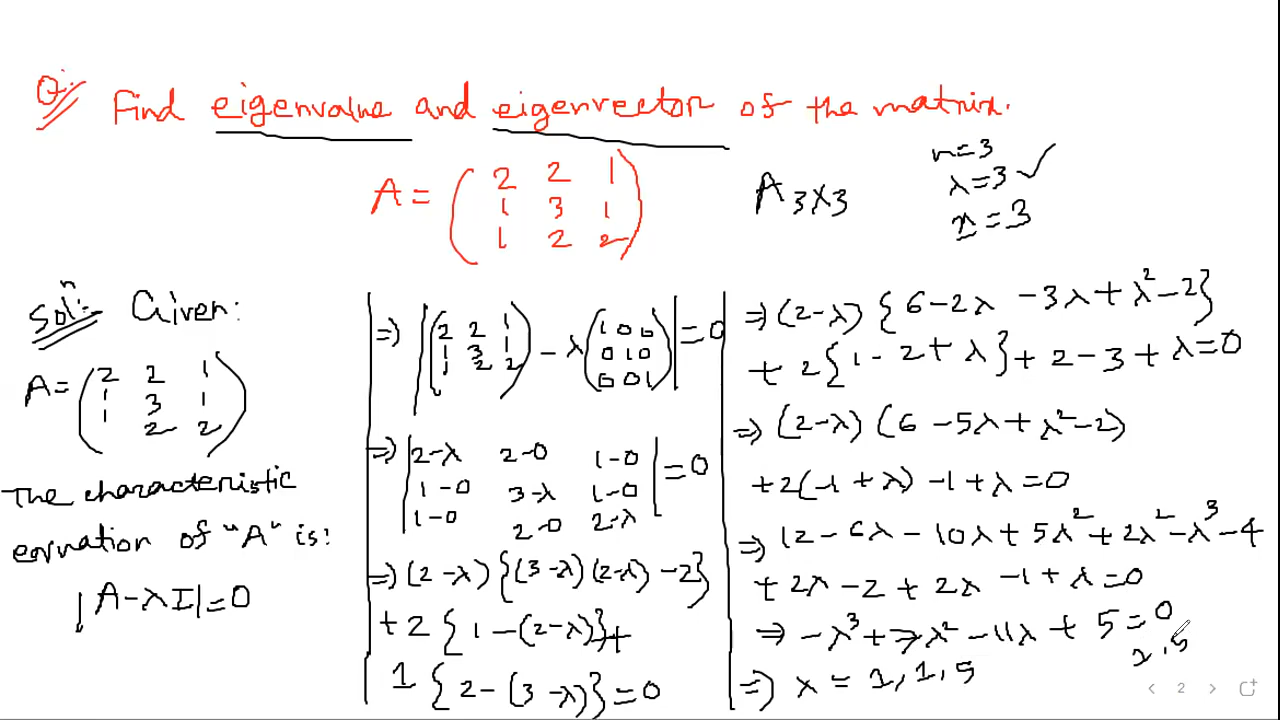 Q:
Find eigenvalue and eigenvector of the matrix.
A = (2 2 1
1 3 1
1 2 2)
A 3x3
n=3
λ=3 ✓
x=3
Solⁿ: Given:
A = (2 2 1
1 3 1
1 2 2)
The characteristic
equation of "A" is:
|A-λI|=0
=> |(2 2 1
1 3 1
1 2 2) - λ (1 0 0
0 1 0
0 0 1)| = 0
=> |2-λ 2-0 1-0
1-0 3-λ 1-0
1-0 2-0 2-λ| = 0
=> (2-λ) {(3-λ)(2-λ) -2}
+2 {1-(2-λ)} +
1 {2-(3-λ)} = 0
=> (2-λ) {6-2λ -3λ+λ²-2}
+ 2{1-2+λ} + 2-3+λ=0
=> (2-λ) (6-5λ+λ²-2)
+2(-1+λ) -1+λ=0
=> 12-6λ-10λ+5λ²+2λ²-λ³-4
+2λ-2+2λ-1+λ=0
=> -λ³+7λ²-11λ+5=0
=> λ = 1, 1, 5
1.5
2